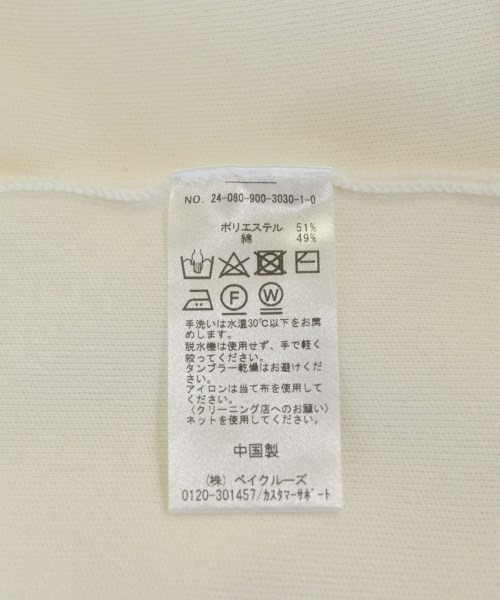 NO. 24-080-900-3030-1-0
ポリエステル 51%
綿 49%
F W
手洗いは水温30℃以下をお薦
めします。
脱水機は使用せず、手で軽く
絞ってください。
タンブラー乾燥はお避けくだ
さい。
アイロンは当て布を使用して
ください。
〈クリーニング店へのお願い〉
ネットを使用してください。
中国製
(株) ベイクルーズ
0120-301457/カスタマーサポート